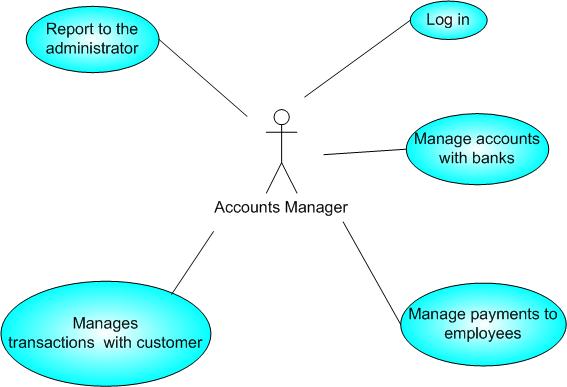 Report to the
administrator
Log in
Manage accounts
with banks
Accounts Manager
Manages
transactions  with customer
Manage payments to
employees